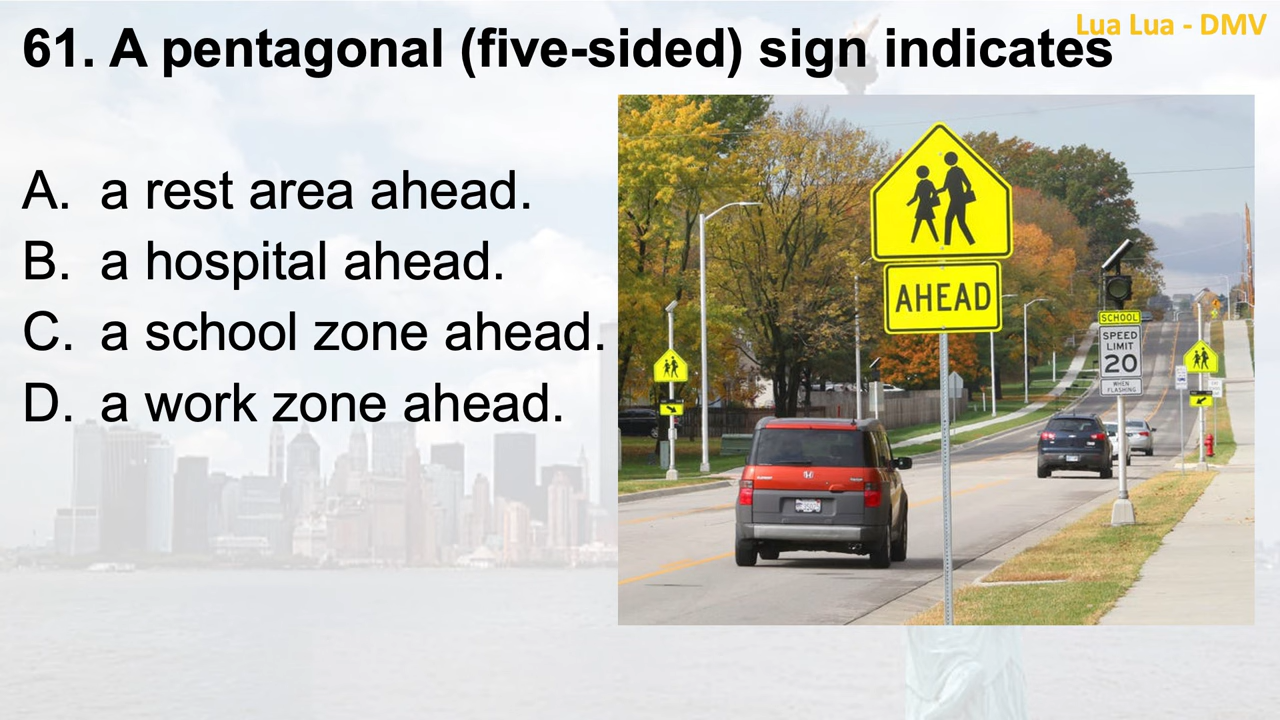 Lua Lua - DMV
61. A pentagonal (five-sided) sign indicates
A. a rest area ahead.
B. a hospital ahead.
C. a school zone ahead.
D. a work zone ahead.
AHEAD
SCHOOL
SPEED
LIMIT
20
WHEN
FLASHING